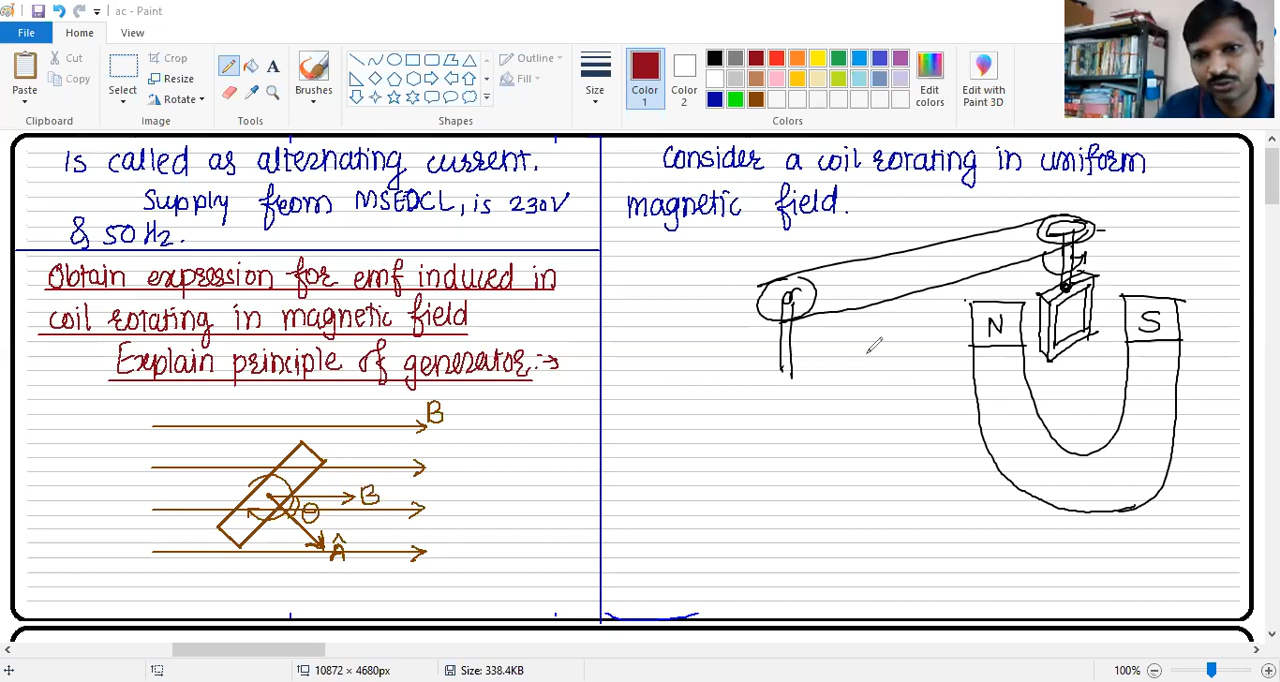 ac - Paint
File
Home
View
Paste
Cut
Copy
Clipboard
Select
Crop
Resize
Rotate
Image
Tools
Brushes
Outline
Fill
Shapes
Size
Color 1
Color 2
Edit colors
Edit with Paint 3D
Colors
is called as alternating current.
Supply from MSEDCL, is 230V
& 50 Hz.
Obtain expression for emf induced in
coil rotating in magnetic field
Explain principle of generator :->
B
B
θ
Â
Consider a coil rotating in uniform
magnetic field.
N
S
10872 × 4680px
Size: 338.4KB
100%